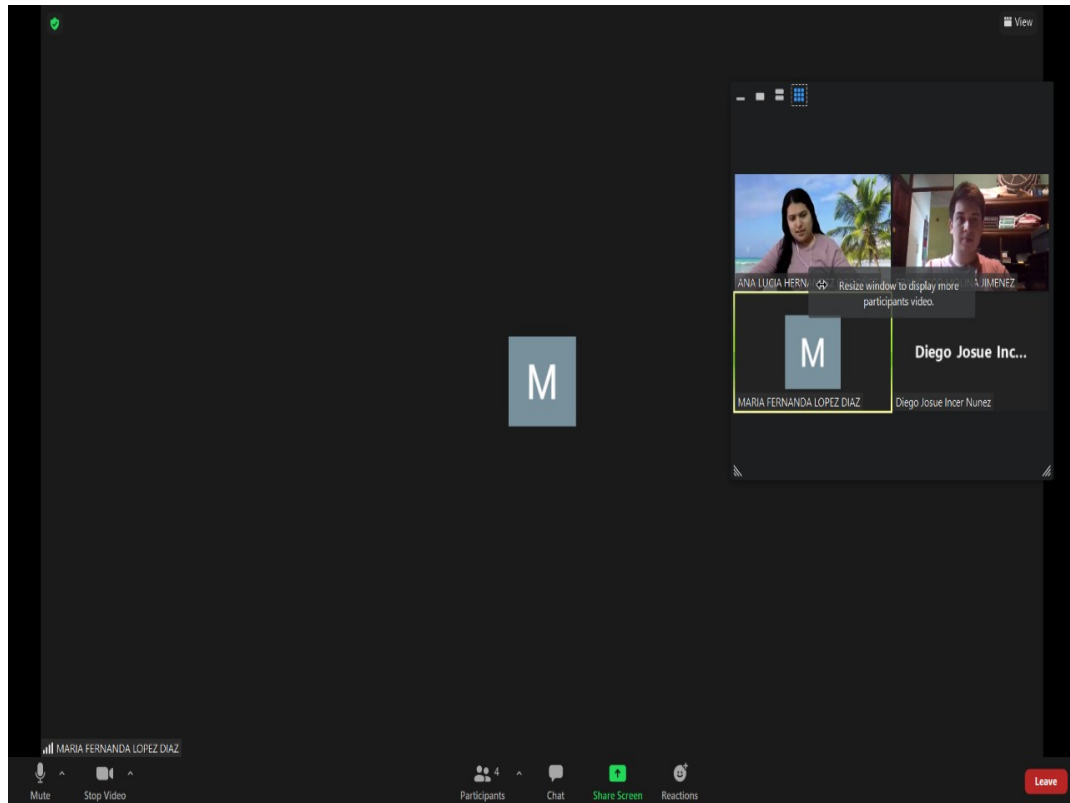 View
ANA LUCIA HERN
JIMENEZ
Resize window to display more
participants video.
M
M
Diego Josue Inc...
MARIA FERNANDA LOPEZ DIAZ
Diego Josue Incer Nunez
MARIA FERNANDA LOPEZ DIAZ
4
Mute
Stop Video
Participants
Chat
Share Screen
Reactions
Leave